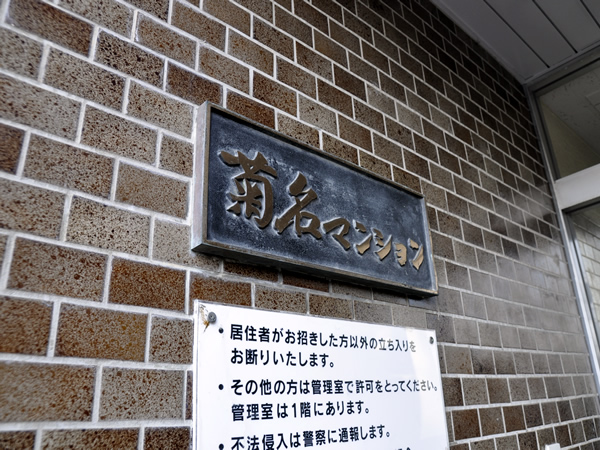 菊名マンション
・居住者がお招きした方以外の立ち入りを
お断りいたします。
・その他の方は管理室で許可をとってください。
管理室は1階にあります。
・不法侵入は警察に通報します。